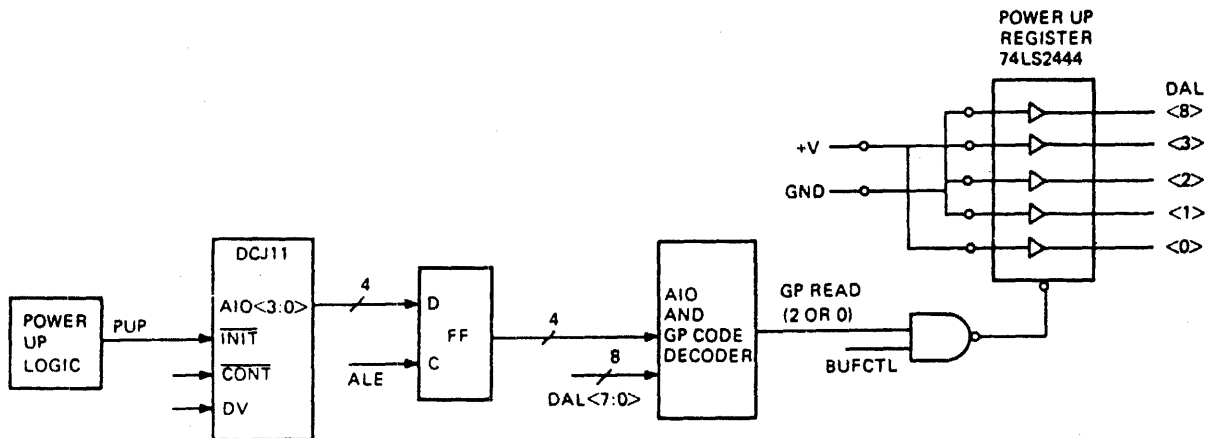 POWER UP
REGISTER
74LS2444
DAL
<8>
<3>
<2>
<1>
<0>
+V
GND
DCJ11
AIO<3:0>
INIT
CONT
DV
POWER
UP
LOGIC
PUP
4
D
FF
C
ALE
4
8
DAL<7:0>
AIO
AND
GP CODE
DECODER
GP READ
(2 OR 0)
BUFCTL